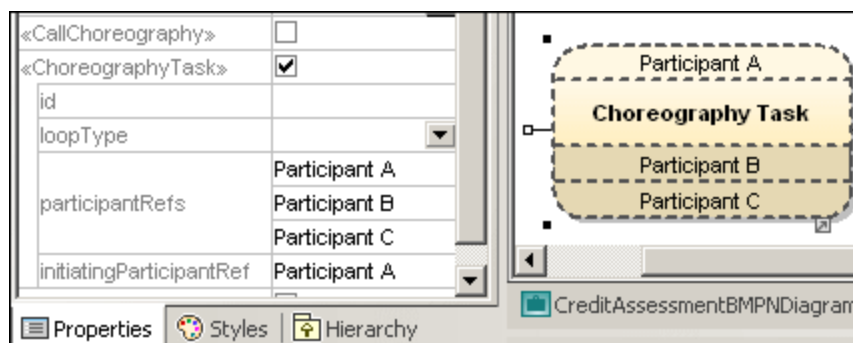 «CallChoreography»
«ChoreographyTask»
id
loopType
participantRefs
Participant A
Participant B
Participant C
initiatingParticipantRef Participant A
Properties Styles Hierarchy
Participant A
Choreography Task
Participant B
Participant C
CreditAssessmentBMPNDiagram